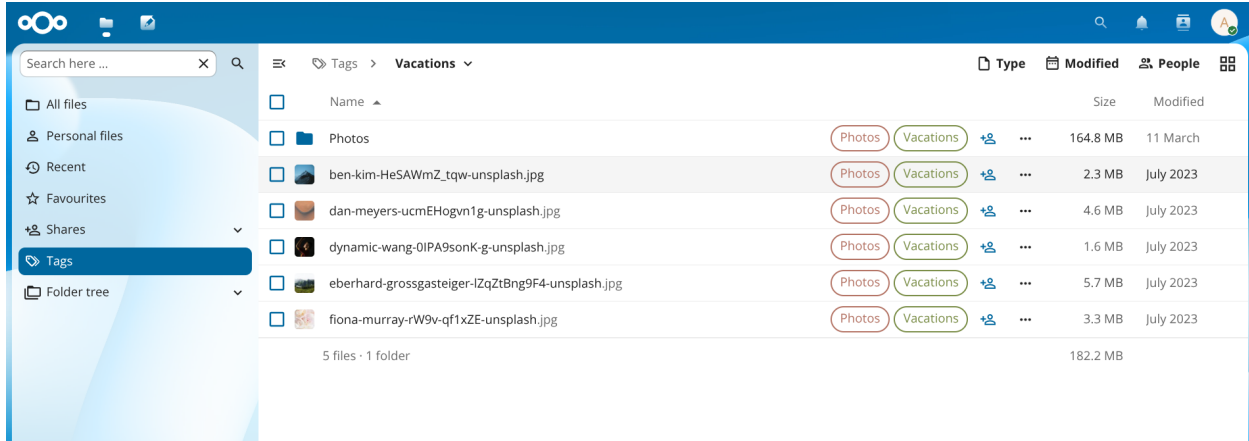 A
Search here ...
Tags
Vacations
Type
Modified
People
All files
Personal files
Recent
Favourites
Shares
Tags
Folder tree
Name
Size
Modified
Photos Photos Vacations 164.8 MB 11 March
ben-kim-HeSAWmZ_tqw-unsplash.jpg Photos Vacations 2.3 MB July 2023
dan-meyers-ucmEHogvn1g-unsplash.jpg Photos Vacations 4.6 MB July 2023
dynamic-wang-0IPA9sonK-g-unsplash.jpg Photos Vacations 1.6 MB July 2023
eberhard-grossgasteiger-lZqZtBng9F4-unsplash.jpg Photos Vacations 5.7 MB July 2023
fiona-murray-rW9v-qf1xZE-unsplash.jpg Photos Vacations 3.3 MB July 2023
5 files · 1 folder 182.2 MB